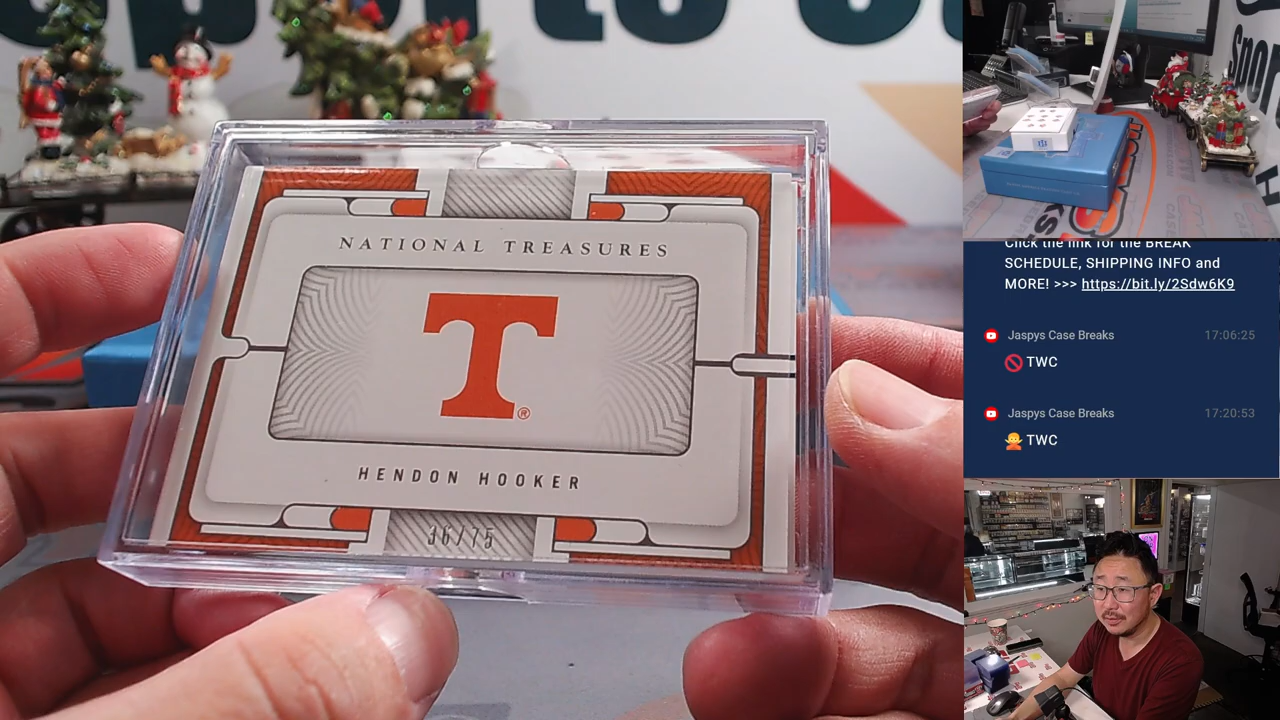 NATIONAL TREASURES
T®
HENDON HOOKER
36/75
Click the link for the BREAK
SCHEDULE, SHIPPING INFO and
MORE! >>> https://bit.ly/2Sdw6K9
Jaspys Case Breaks 17:06:25
🚫 TWC
Jaspys Case Breaks 17:20:53
🙅 TWC